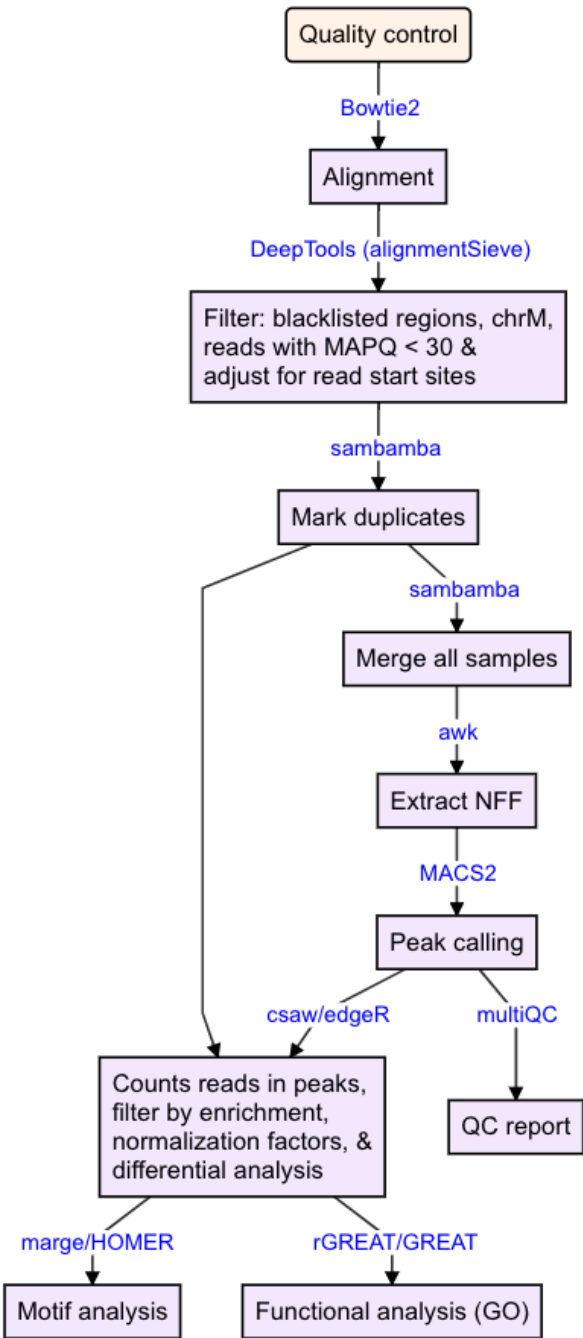 Quality control
Bowtie2
Alignment
DeepTools (alignmentSieve)
Filter: blacklisted regions, chrM,
reads with MAPQ < 30 &
adjust for read start sites
sambamba
Mark duplicates
sambamba
Merge all samples
awk
Extract NFF
MACS2
Peak calling
csaw/edgeR
multiQC
Counts reads in peaks,
filter by enrichment,
normalization factors, &
differential analysis
QC report
marge/HOMER
rGREAT/GREAT
Motif analysis
Functional analysis (GO)